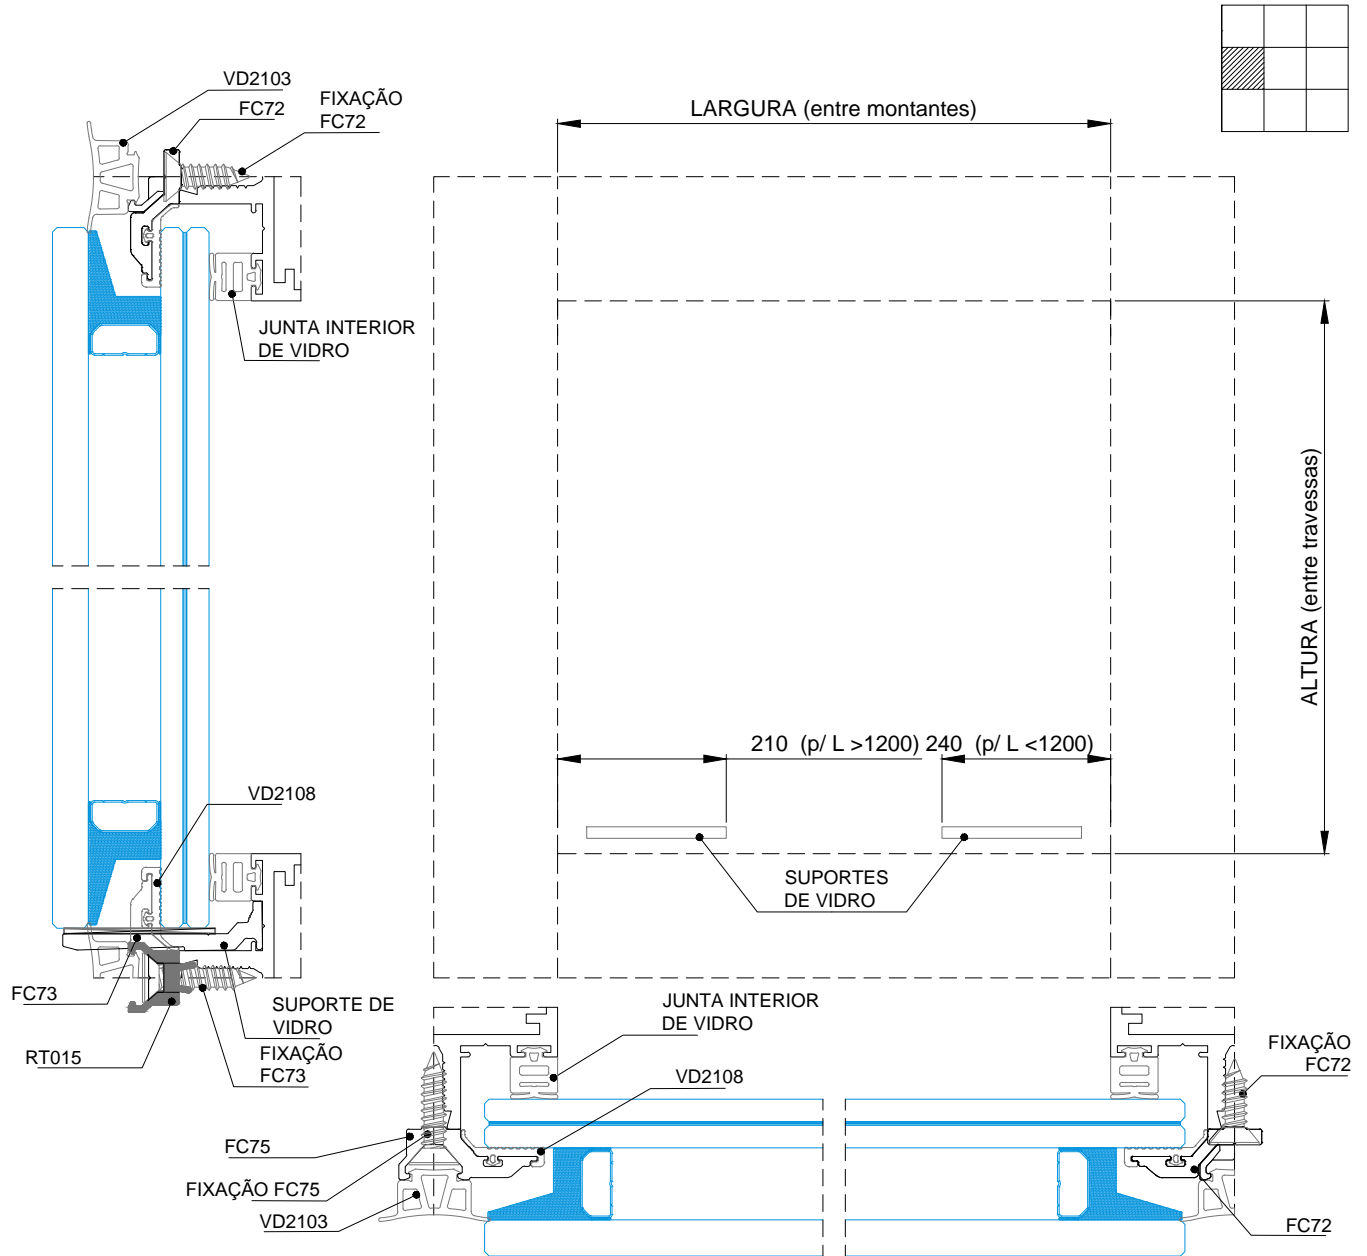 VD2103
FC72
FIXAÇÃO
FC72
LARGURA (entre montantes)
JUNTA INTERIOR
DE VIDRO
ALTURA (entre travessas)
210 (p/ L >1200) 240 (p/ L <1200)
VD2108
SUPORTES
DE VIDRO
FC73
SUPORTE DE
VIDRO
RT015
FIXAÇÃO
FC73
JUNTA INTERIOR
DE VIDRO
FIXAÇÃO
FC72
VD2108
FC75
FIXAÇÃO FC75
VD2103
FC72